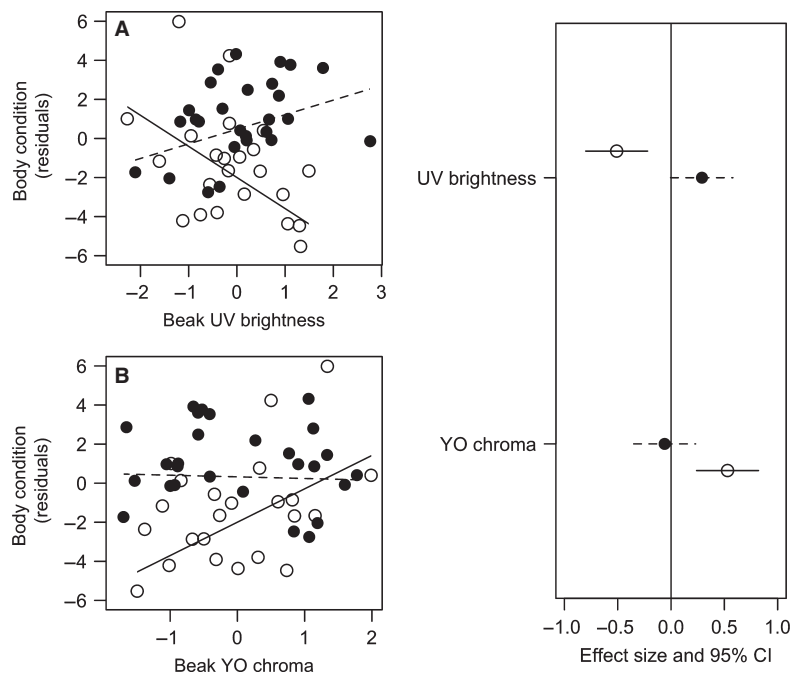 A
6
4
2
0
–2
–4
–6
Body condition
(residuals)
–2 –1 0 1 2 3
Beak UV brightness
B
6
4
2
0
–2
–4
–6
Body condition
(residuals)
–1 0 1 2
Beak YO chroma
UV brightness
YO chroma
–1.0 –0.5 0.0 0.5 1.0
Effect size and 95% CI